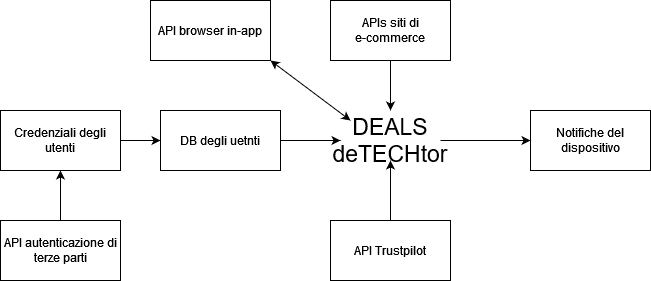 API browser in-app
APIs siti di
e-commerce
Credenziali degli
utenti
DB degli uetnti
DEALS
deTECHtor
Notifiche del
dispositivo
API autenticazione di
terze parti
API Trustpilot